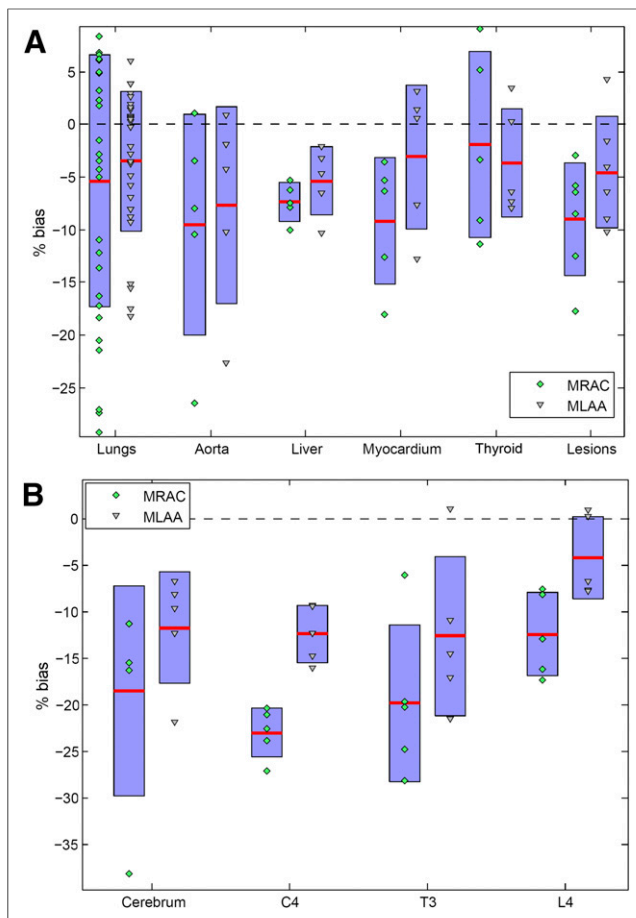 A
5
0
−5
−10
−15
−20
−25
% bias
MRAC
MLAA
Lungs Aorta Liver Myocardium Thyroid Lesions
B
MRAC
MLAA
0
−5
−10
−15
−20
−25
−30
−35
% bias
Cerebrum C4 T3 L4